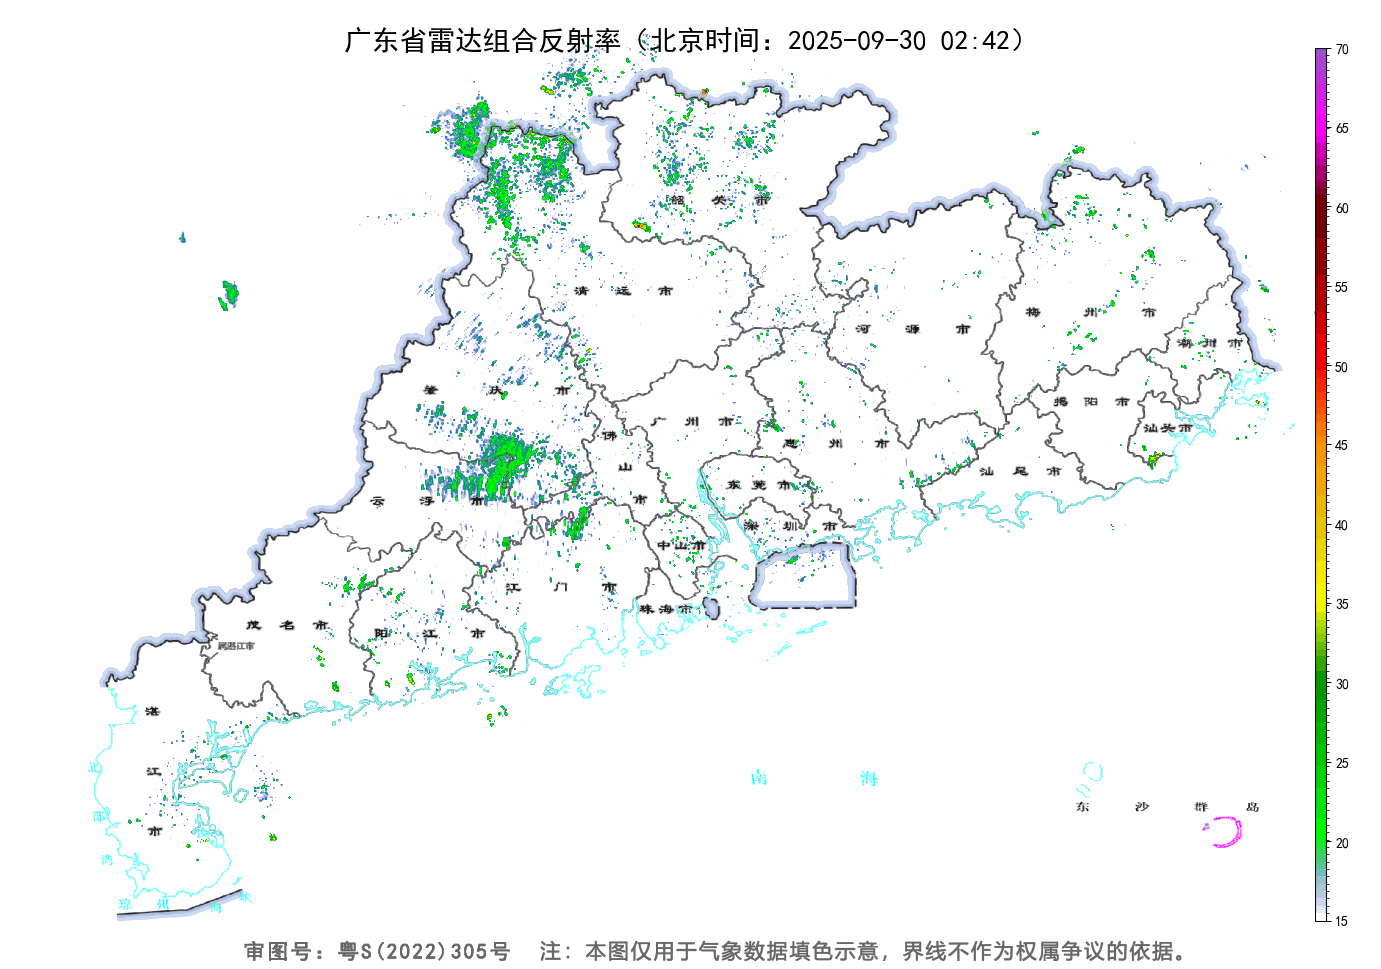 广东省雷达组合反射率（北京时间：2025-09-30 02:42）
70
65
60
55
50
45
40
35
30
25
20
15
韶关市
清远市
河源市
梅州市
潮州市
肇庆市
广州市
佛山市
惠州市
揭阳市
汕头市
汕尾市
云浮市
东莞市
深圳市
中山市
江门市
珠海市
茂名市
阳江市
属湛江市
湛江市
北部湾
琼州海峡
南海
东沙群岛
审图号：粤S(2022)305号 注：本图仅用于气象数据填色示意，界线不作为权属争议的依据。